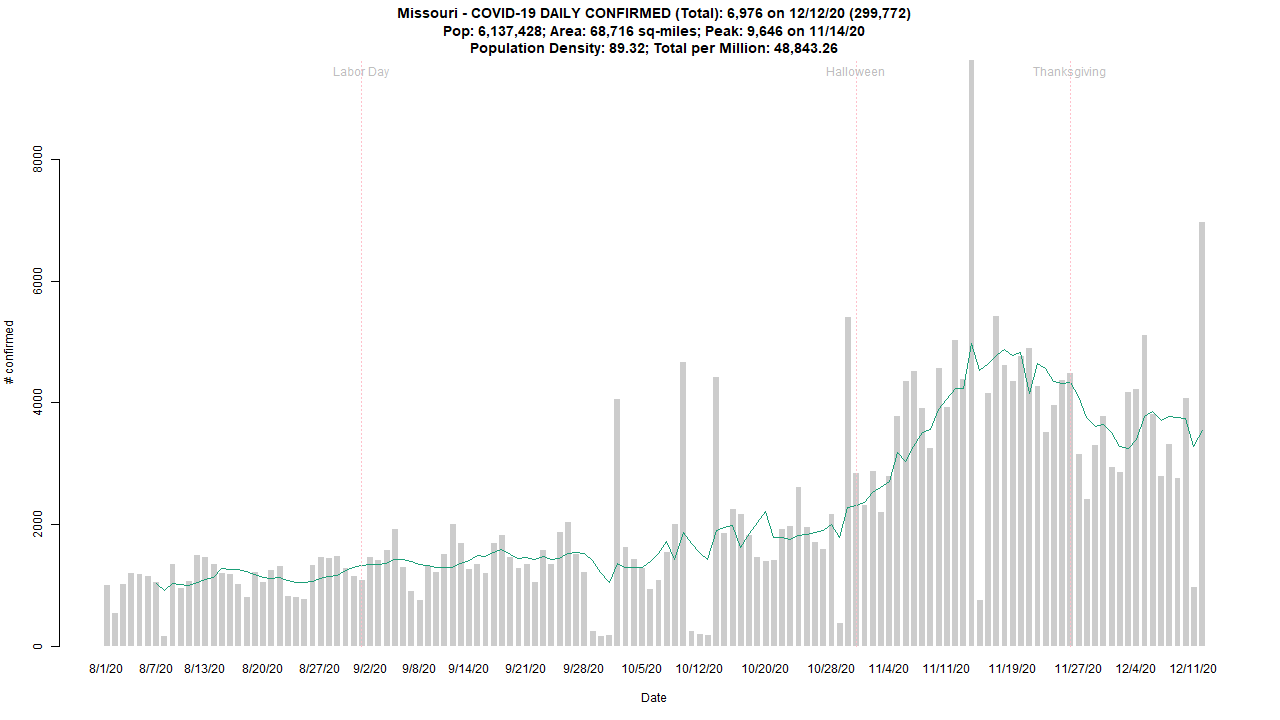 Missouri - COVID-19 DAILY CONFIRMED (Total): 6,976 on 12/12/20 (299,772)
Pop: 6,137,428; Area: 68,716 sq-miles; Peak: 9,646 on 11/14/20
Population Density: 89.32; Total per Million: 48,843.26
Labor Day Halloween Thanksgiving
8000
6000
4000
2000
0
# confirmed
8/1/20 8/7/20 8/13/20 8/20/20 8/27/20 9/2/20 9/8/20 9/14/20 9/21/20 9/28/20 10/5/20 10/12/20 10/20/20 10/28/20 11/4/20 11/11/20 11/19/20 11/27/20 12/4/20 12/11/20
Date